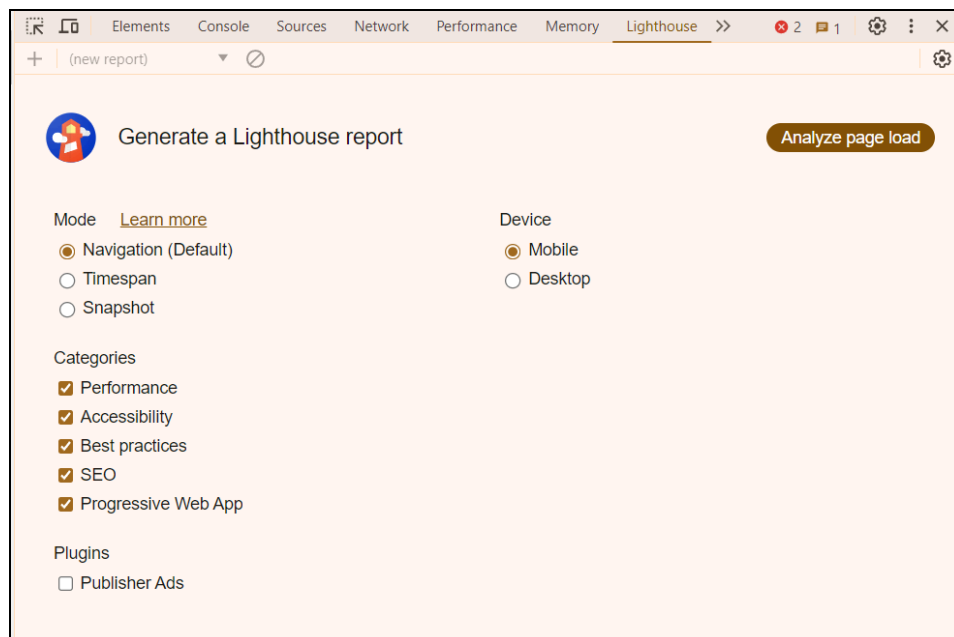 Elements Console Sources Network Performance Memory Lighthouse 2 1
(new report)
Generate a Lighthouse report Analyze page load
Mode Learn more Device
Navigation (Default) Mobile
Timespan Desktop
Snapshot
Categories
Performance
Accessibility
Best practices
SEO
Progressive Web App
Plugins
Publisher Ads